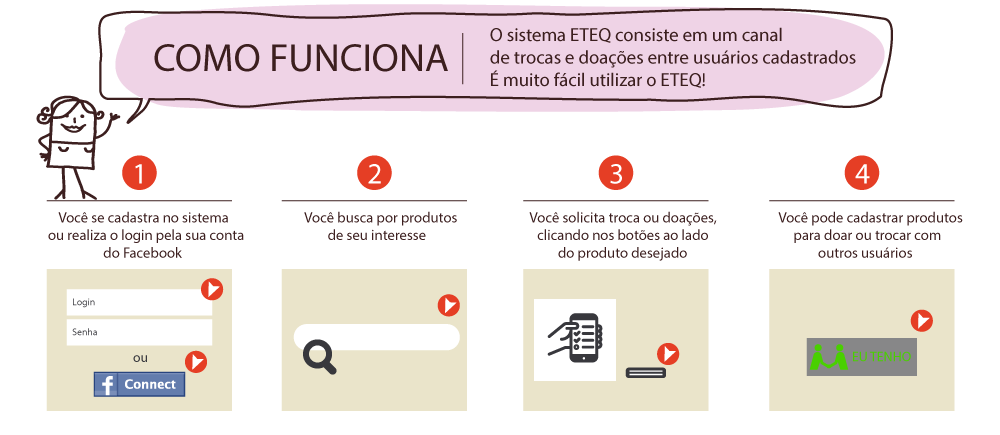 COMO FUNCIONA
O sistema ETEQ consiste em um canal
de trocas e doações entre usuários cadastrados
É muito fácil utilizar o ETEQ!
1
Você se cadastra no sistema
ou realiza o login pela sua conta
do Facebook
Login
Senha
ou
f Connect
2
Você busca por produtos
de seu interesse
3
Você solicita troca ou doações,
clicando nos botões ao lado
do produto desejado
4
Você pode cadastrar produtos
para doar ou trocar com
outros usuários
EU TENHO